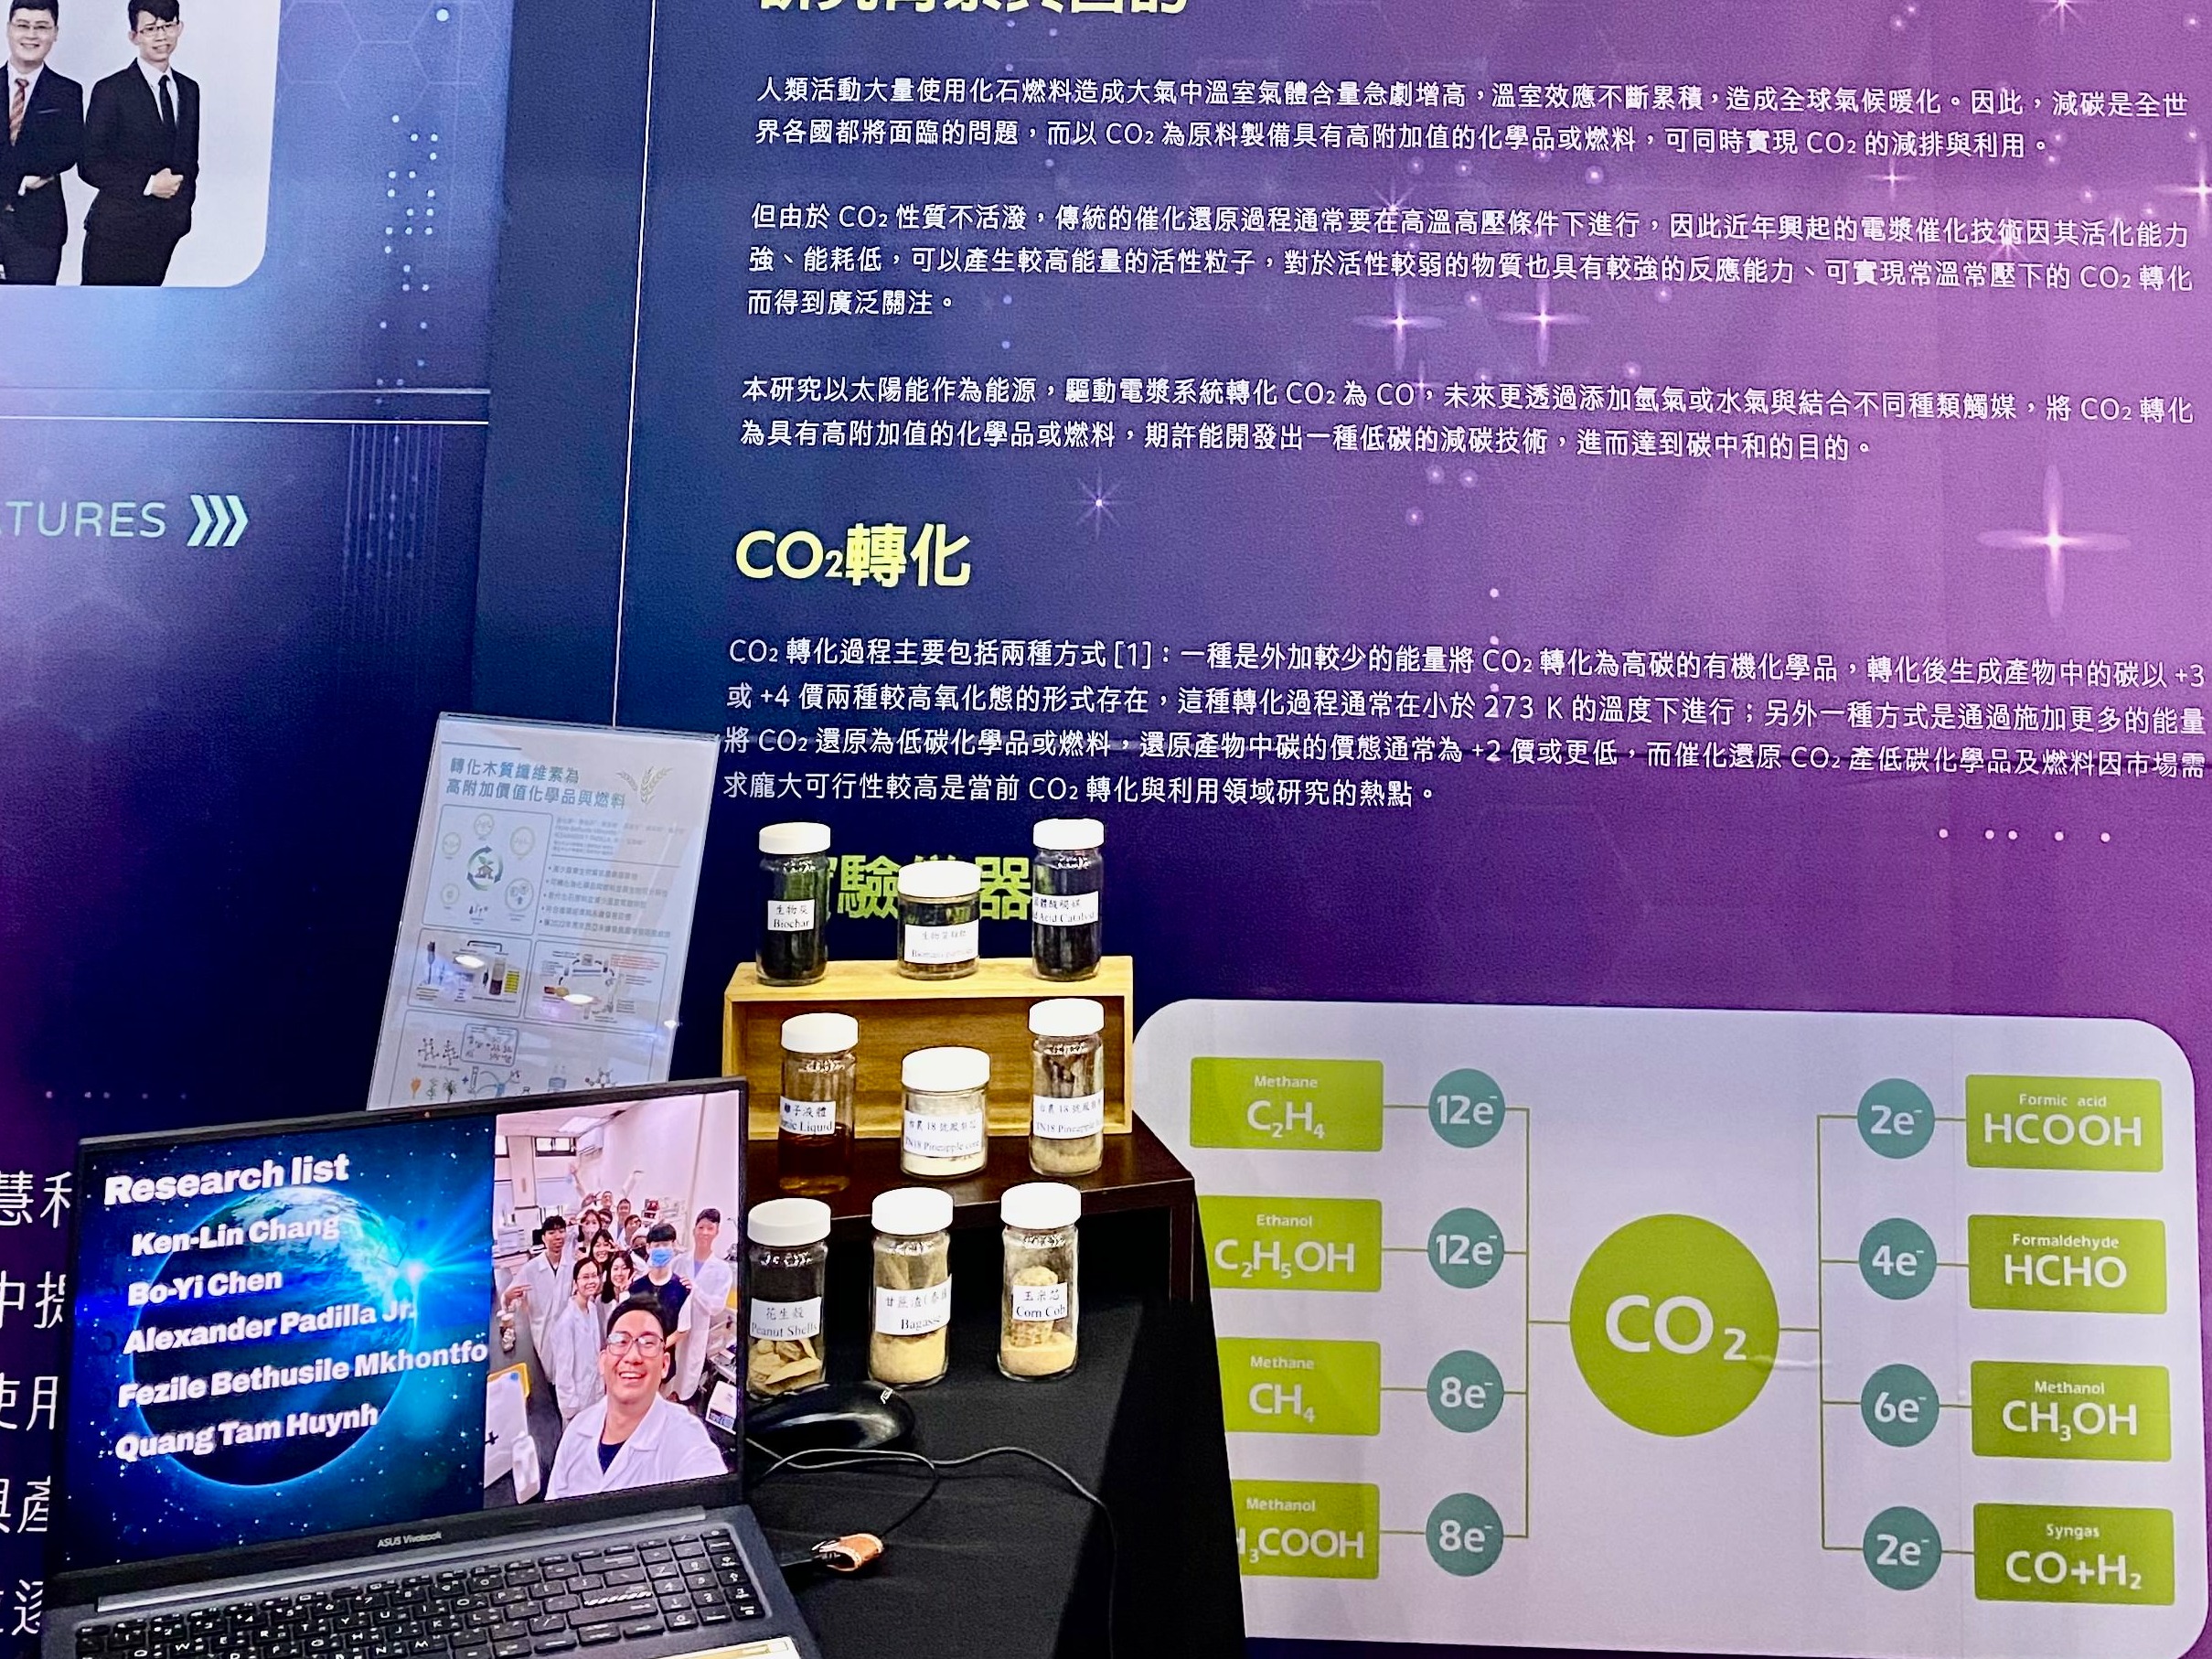 人類活動大量使用化石燃料造成大氣中溫室氣體含量急劇增高，溫室效應不斷累積，造成全球氣候暖化。因此，減碳是全世
界各國都將面臨的問題，而以 CO₂ 為原料製備具有高附加值的化學品或燃料，可同時實現 CO₂ 的減排與利用。
但由於 CO₂ 性質不活潑，傳統的催化還原過程通常要在高溫高壓條件下進行，因此近年興起的電漿催化技術因其活化能力
強、能耗低，可以產生較高能量的活性粒子，對於活性較弱的物質也具有較強的反應能力、可實現常溫常壓下的 CO₂ 轉化
而得到廣泛關注。
本研究以太陽能作為能源，驅動電漿系統轉化 CO₂ 為 CO，未來更透過添加氫氣或水氣與結合不同種類觸媒，將 CO₂ 轉化
為具有高附加值的化學品或燃料，期許能開發出一種低碳的減碳技術，進而達到碳中和的目的。
TURES
CO₂轉化
CO₂ 轉化過程主要包括兩種方式 [1]：一種是外加較少的能量將 CO₂ 轉化為高碳的有機化學品，轉化後生成產物中的碳以 +3
或 +4 價兩種較高氧化態的形式存在，這種轉化過程通常在小於 273 K 的溫度下進行；另外一種方式是通過施加更多的能量
將 CO₂ 還原為低碳化學品或燃料，還原產物中碳的價態通常為 +2 價或更低，而催化還原 CO₂ 產低碳化學品及燃料因市場需
求龐大可行性較高是當前 CO₂ 轉化與利用領域研究的熱點。
轉化木質纖維素為
高附加價值化學品與燃料
驗 器
生物炭
Biochar
Acid Catalyst
子液體
Liquid
台農 18 號鳳梨
TN18 Pineapple
台農 18 號鳳梨
TN18 Pineapple
花生殼
Peanut Shells
甘蔗渣
Bagasse
玉米芯
Corn Cob
Research list
Ken-Lin Chang
Bo-Yi Chen
Alexander Padilla Jr.
Fezile Bethusile Mkhontfo
Quang Tam Huynh
ASUS Vivobook
Methane
C₂H₄
12e⁻
Ethanol
C₂H₅OH
12e⁻
Methane
CH₄
8e⁻
Methanol
₃COOH
8e⁻
CO₂
2e⁻
Formic acid
HCOOH
4e⁻
Formaldehyde
HCHO
6e⁻
Methanol
CH₃OH
2e⁻
Syngas
CO+H₂